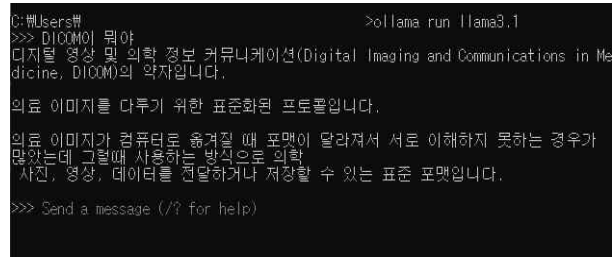 C:₩Users₩ >ollama run llama3.1
>>> DICOM이 뭐야
디지털 영상 및 의학 정보 커뮤니케이션(Digital Imaging and Communications in Me
dicine, DICOM)의 약자입니다.
의료 이미지를 다루기 위한 표준화된 프로토콜입니다.
의료 이미지가 컴퓨터로 옮겨질 때 포맷이 달라져서 서로 이해하지 못하는 경우가
많았는데 그럴때 사용하는 방식으로 의학
사진, 영상, 데이터를 전달하거나 저장할 수 있는 표준 포맷입니다.
>>> Send a message (/? for help)